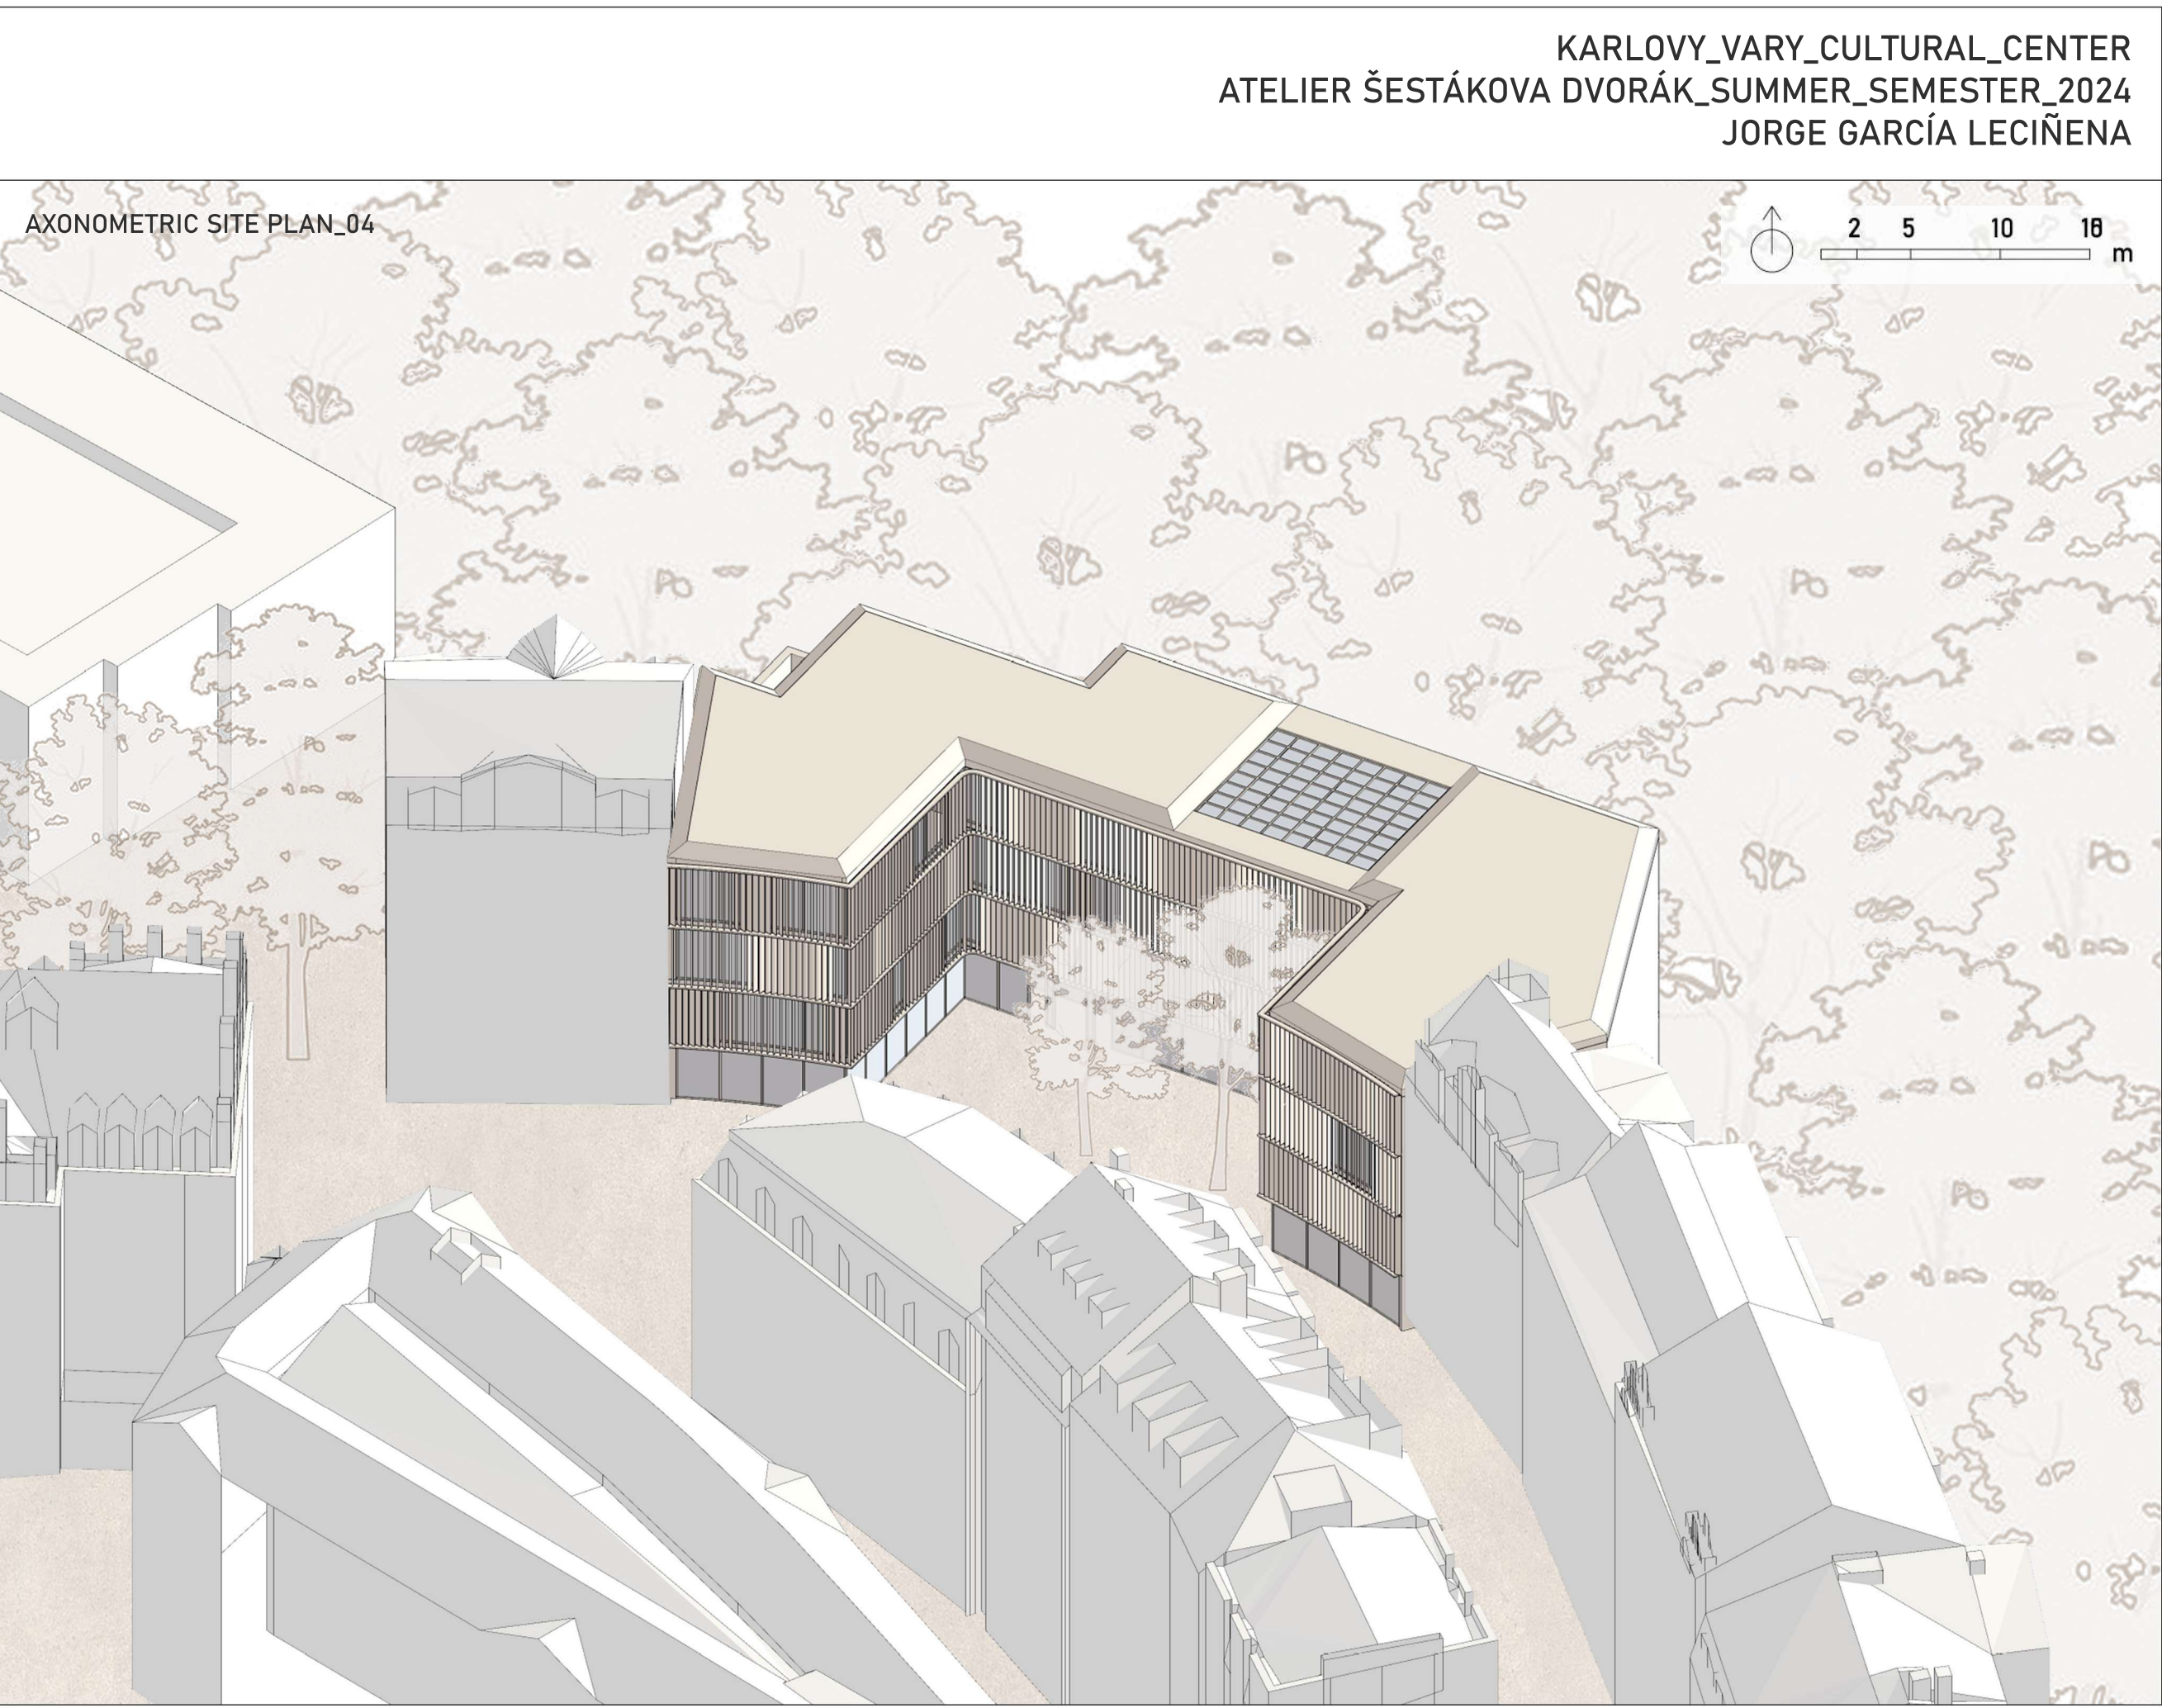 KARLOVY_VARY_CULTURAL_CENTER
ATELIER ŠESTÁKOVA DVORÁK_SUMMER_SEMESTER_2024
JORGE GARCÍA LECIÑENA
AXONOMETRIC SITE PLAN_04
2 5 10
m